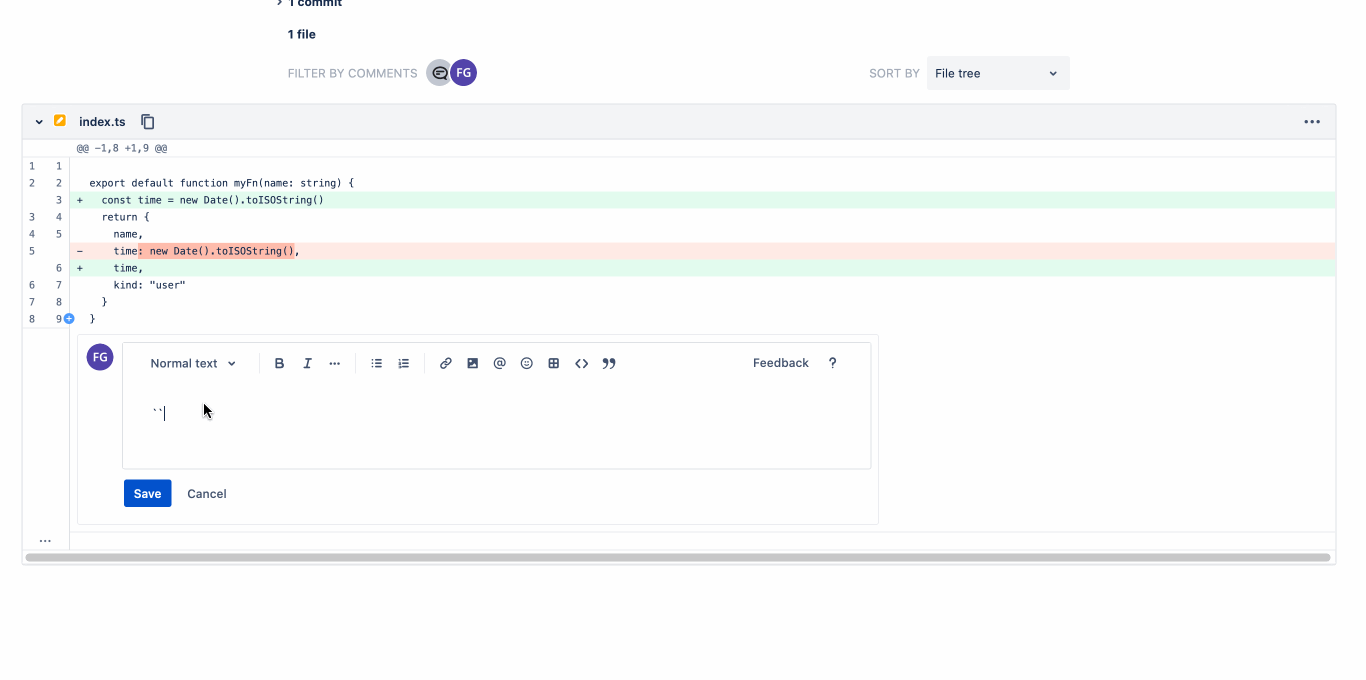 1 commit
1 file
FILTER BY COMMENTS FG SORT BY File tree
index.ts
@@ -1,8 +1,9 @@
1 1
2 2 export default function myFn(name: string) {
3 + const time = new Date().toISOString()
3 4 return {
4 5 name,
5 - time: new Date().toISOString(),
6 + time,
6 7 kind: "user"
7 8 }
8 9 }
FG Normal text B I ... @ <> " Feedback ?
``
Save Cancel
...